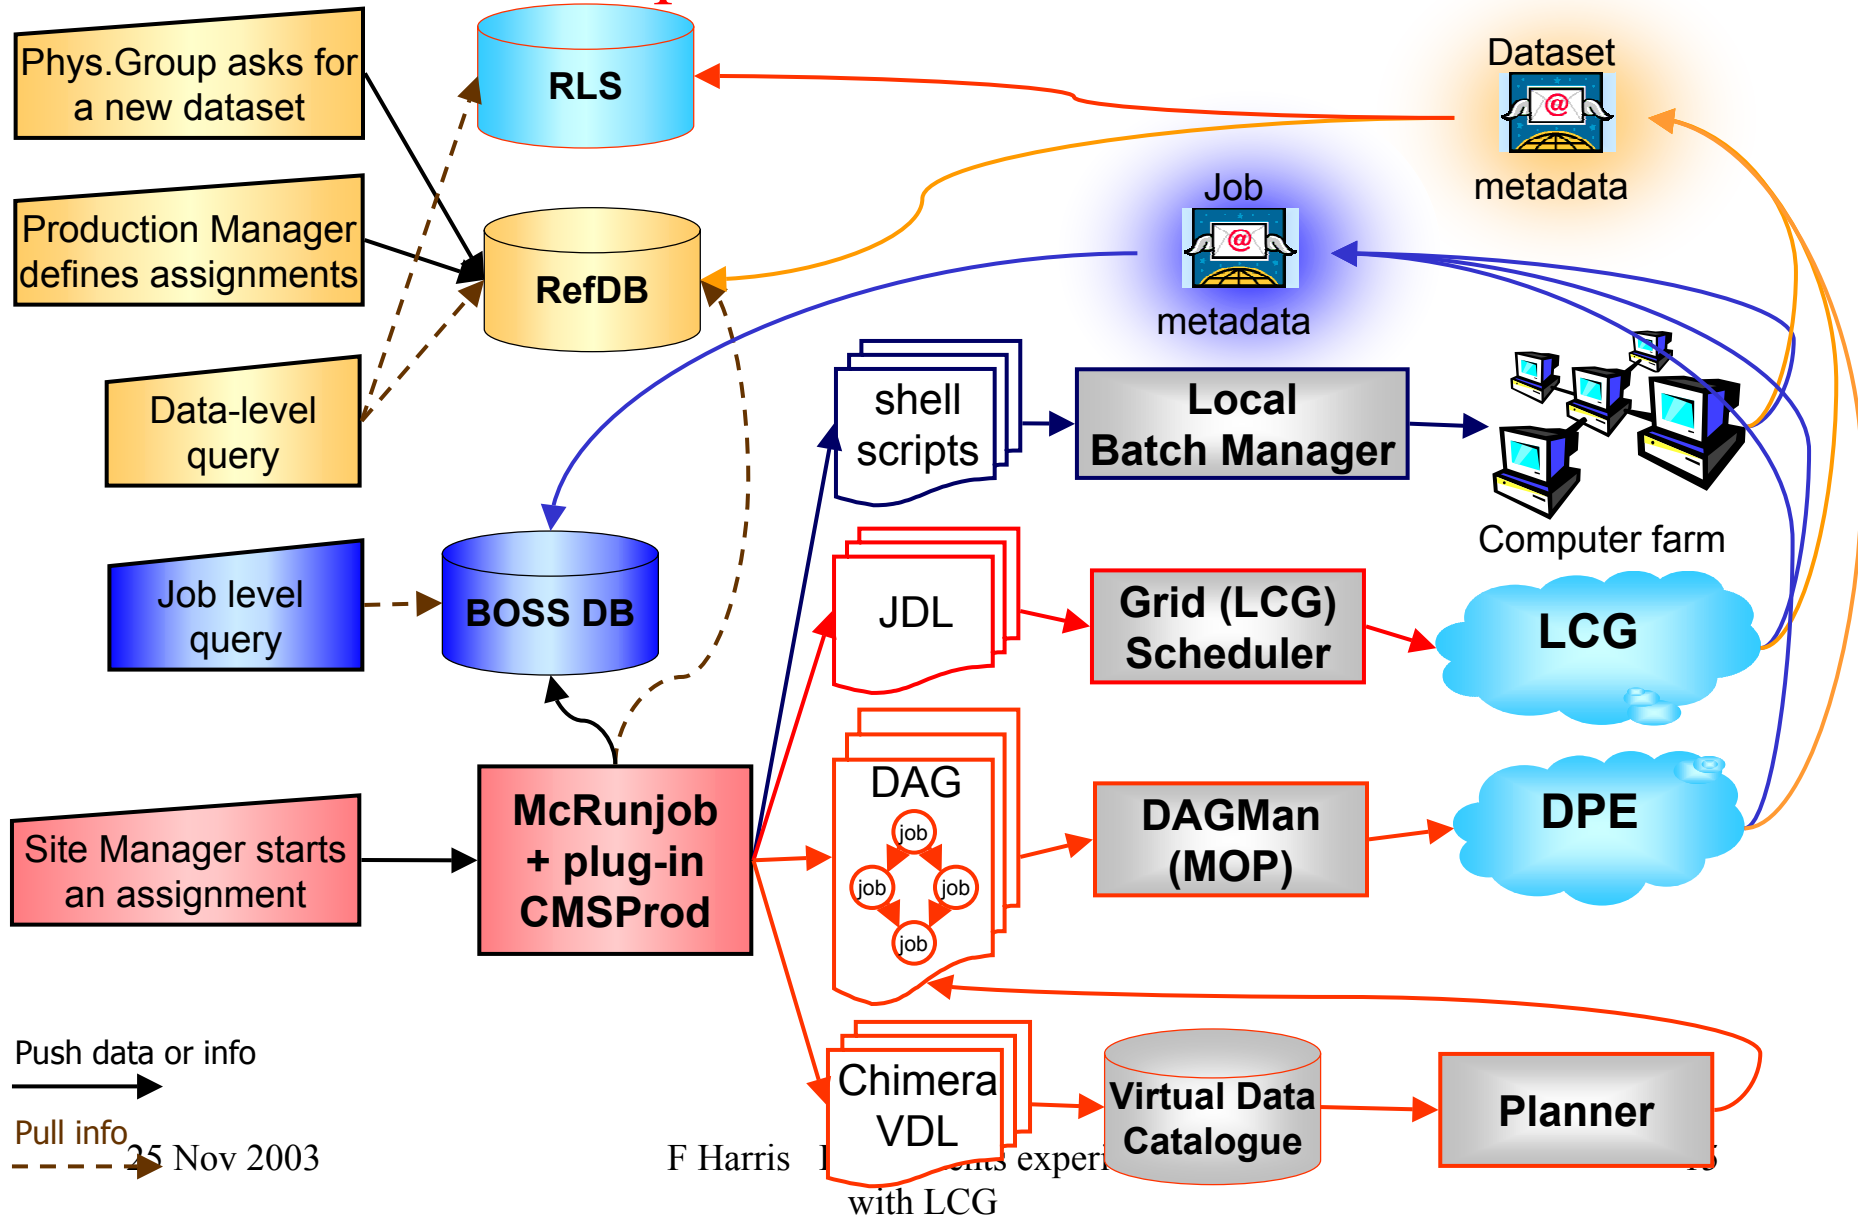 Phys.Group asks for
a new dataset
RLS
Dataset
@
metadata
Production Manager
defines assignments
RefDB
Job
@
metadata
Data-level
query
shell
scripts
Local
Batch Manager
Computer farm
Job level
query
BOSS DB
JDL
Grid (LCG)
Scheduler
LCG
Site Manager starts
an assignment
McRunjob
+ plug-in
CMSProd
DAG
job
job
job
job
DAGMan
(MOP)
DPE
Chimera
VDL
Virtual Data
Catalogue
Planner
Push data or info
Pull info
25 Nov 2003
F Harris
with LCG
15